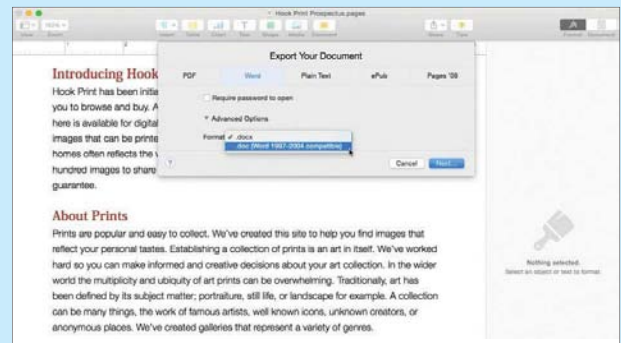 Hook Print Prospectus.pages
Export Your Document
PDF
Word
Plain Text
ePub
Pages '09
Require password to open
Advanced Options
Format
.docx
.doc (Word 1997-2004 compatible)
Cancel
Next...
Introducing Hook
Hook Print has been initia
you to browse and buy. A
here is available for digital
images that can be printe
homes often reflects the v
hundred images to share
guarantee.
About Prints
Prints are popular and easy to collect. We've created this site to help you find images that
reflect your personal tastes. Establishing a collection of prints is an art in itself. We've worked
hard so you can make informed and creative decisions about your art collection. In the wider
world the multiplicity and ubiquity of art prints can be overwhelming. Traditionally, art has
been defined by its subject matter; portraiture, still life, or landscape for example. A collection
can be many things, the work of famous artists, well known icons, unknown creators, or
anonymous places. We've created galleries that represent a variety of genres.
Nothing selected.
Select an object or text to format.